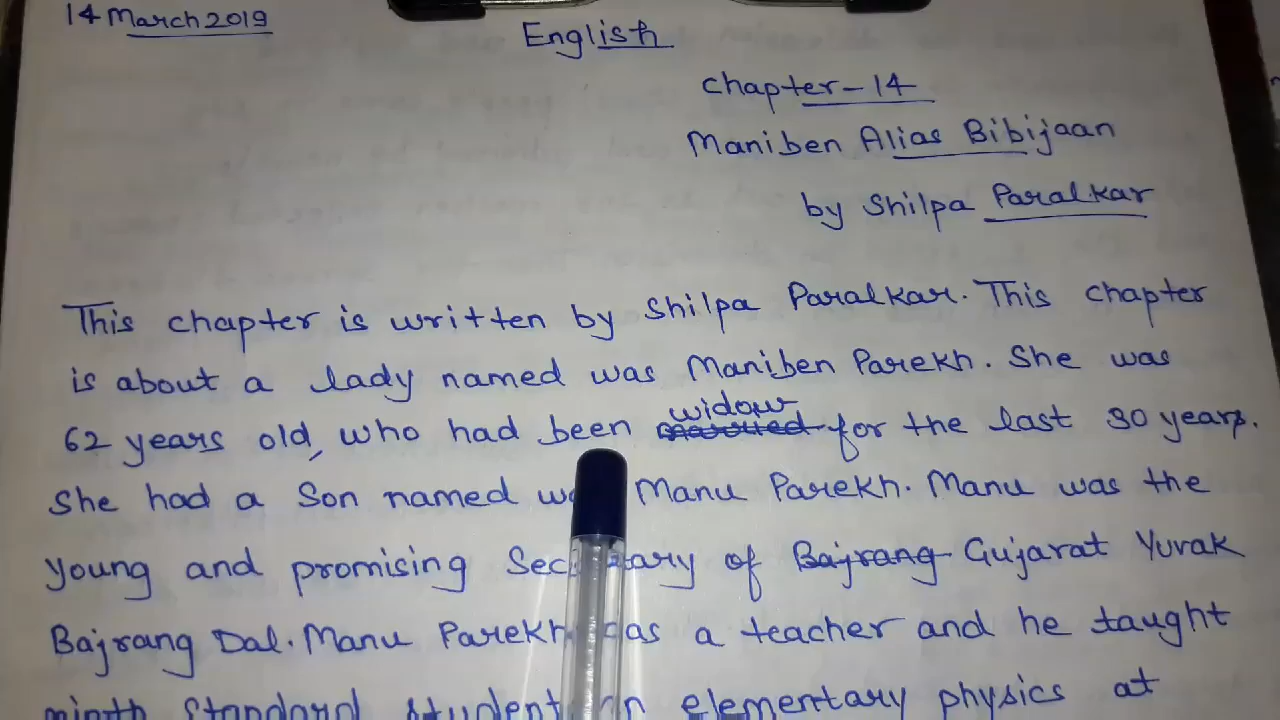 14 March 2019
English
Chapter-14
Maniben Alias Bibijaan
by Shilpa Paralkar
This chapter is written by Shilpa Paralkar. This chapter
is about a lady named was Maniben Parekh. She was
62 years old, who had been widow for the last 30 years.
She had a Son named Manu Parekh. Manu was the
young and promising of Bajrang Gujarat Yuvak
Bajrang Dal. Manu Parekh a teacher and he taught
ninth Standard elementary physics at